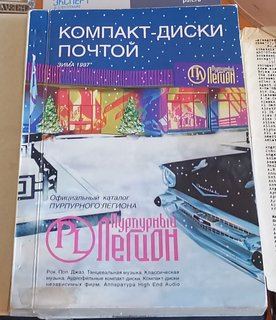 ЭКСПЕРТ
КОМПАКТ-ДИСКИ
ПОЧТОЙ
ЗИМА 1997
Пурпурный
Легион
Официальный каталог
ПУРПУРНОГО ЛЕГИОНА
Пурпурный
Легион
Рок. Поп. Джаз. Танцевальная музыка. Классическая
музыка. Аудиофильные компакт-диски. Компакт-диски
независимых фирм. Аппаратура High End Audio